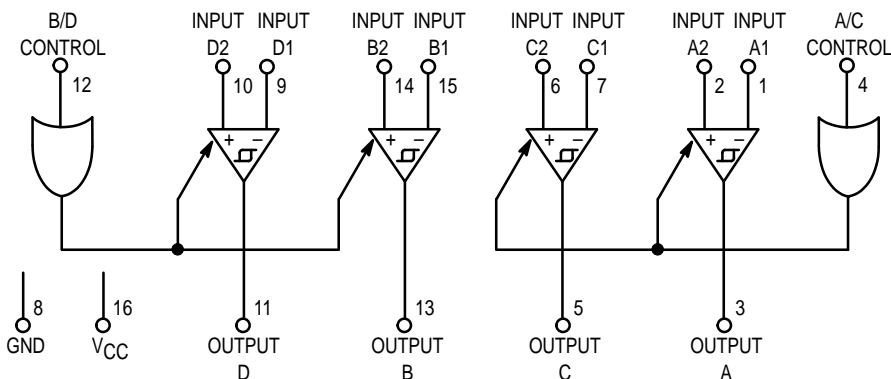 B/D
CONTROL
INPUT INPUT
D2 D1
INPUT INPUT
B2 B1
INPUT INPUT
C2 C1
INPUT INPUT
A2 A1
A/C
CONTROL
12
10 9
14 15
6 7
2 1
4
+ −
+ −
+ −
+ −
8
16
11
13
5
3
GND
VCC
OUTPUT
D
OUTPUT
B
OUTPUT
C
OUTPUT
A